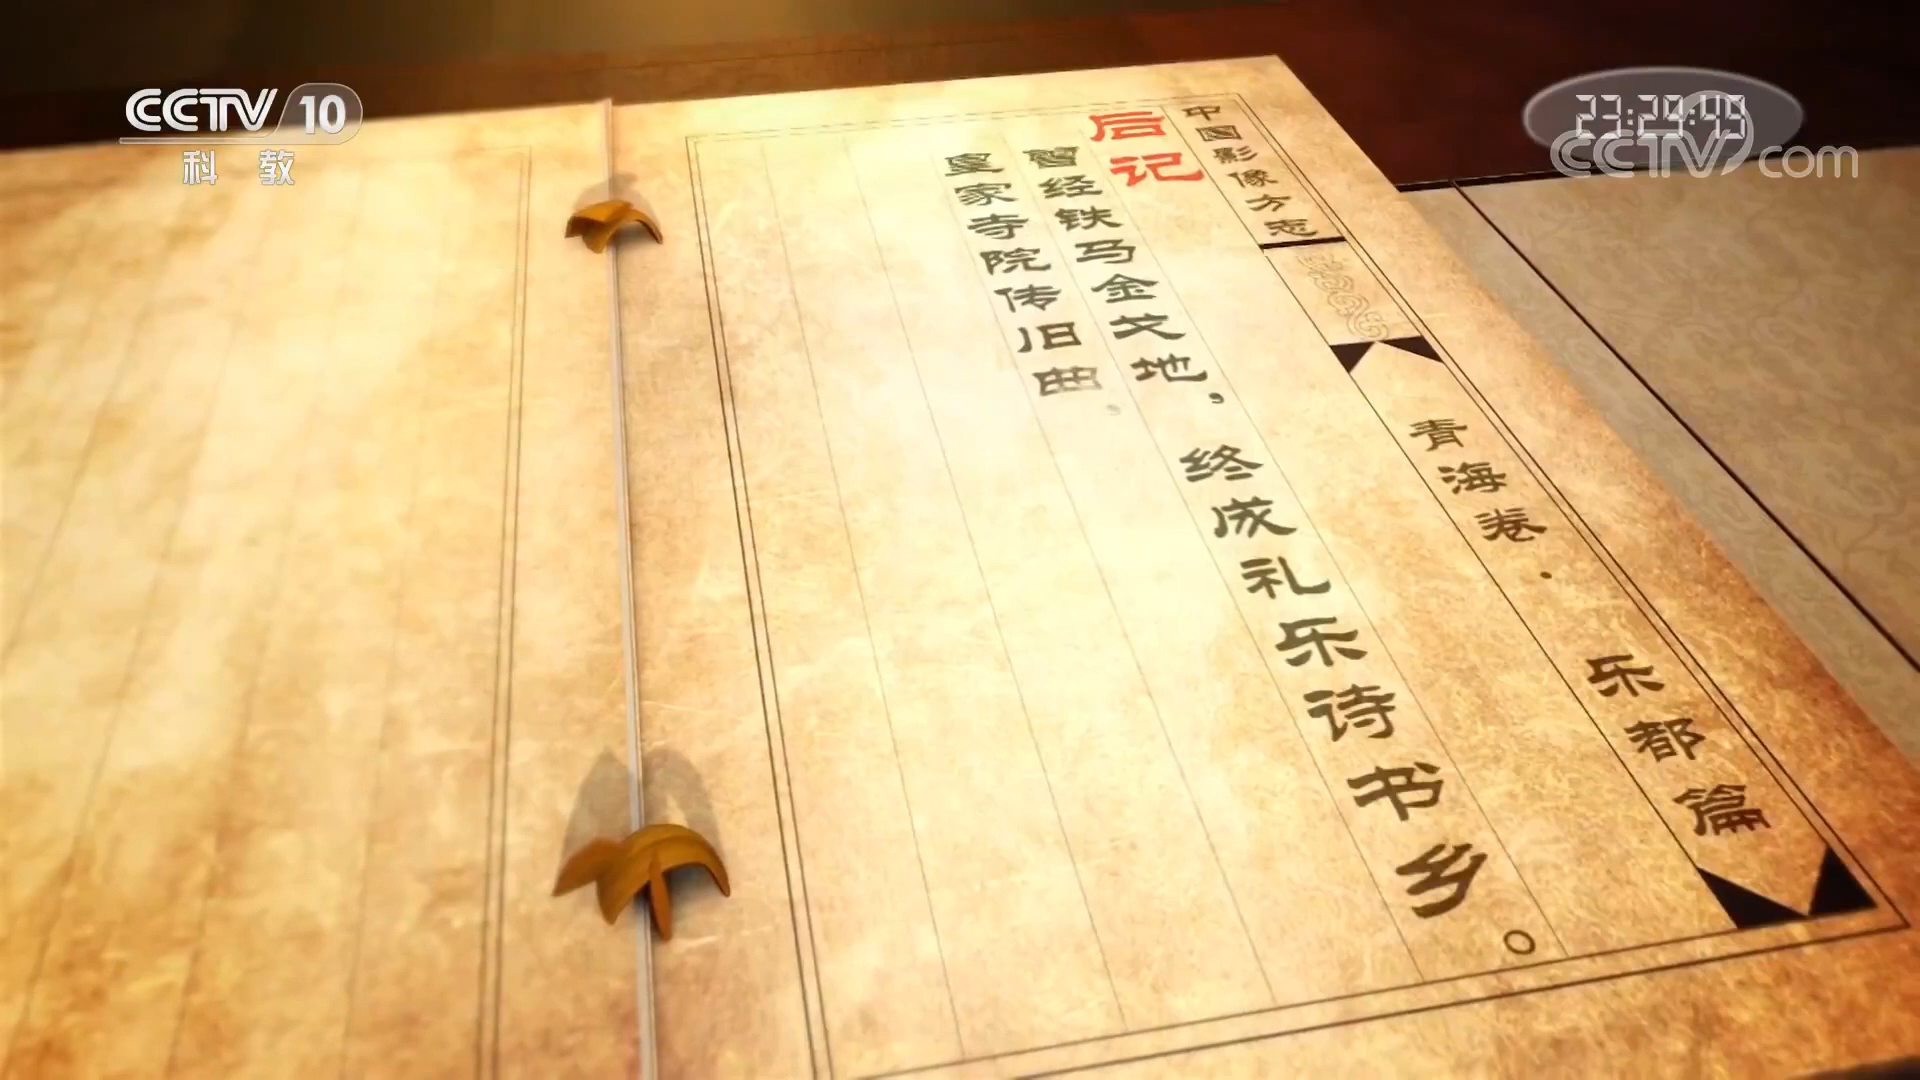 CCTV 10
科 教
23:29:49
CCTV com
中国影像方志
青海卷·乐都篇
后记
曾经铁马金戈地，终成礼乐诗书乡。
皇家寺院传旧曲，